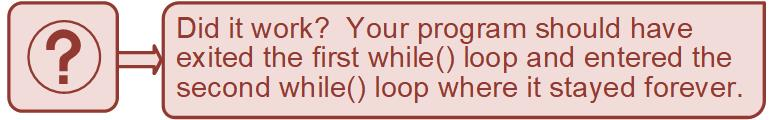 ?
Did it work?  Your program should have
exited the first while() loop and entered the
second while() loop where it stayed forever.